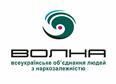 ВОЛНА
всеукраїнське об'єднання людей
з наркозалежністю